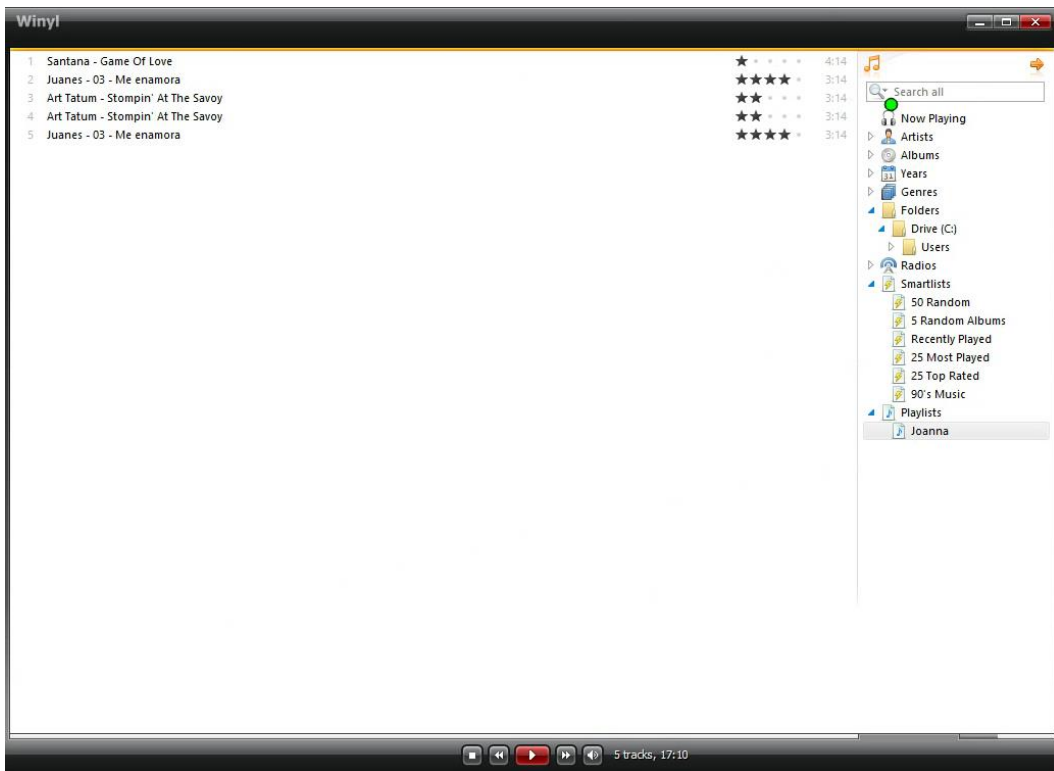 Winyl
1 Santana - Game Of Love 4:14
2 Juanes - 03 - Me enamora 3:14
3 Art Tatum - Stompin' At The Savoy 3:14
4 Art Tatum - Stompin' At The Savoy 3:14
5 Juanes - 03 - Me enamora 3:14
Search all
Now Playing
Artists
Albums
31 Years
Genres
Folders
Drive (C:)
Users
Radios
Smartlists
50 Random
5 Random Albums
Recently Played
25 Most Played
25 Top Rated
90's Music
Playlists
Joanna
5 tracks, 17:10